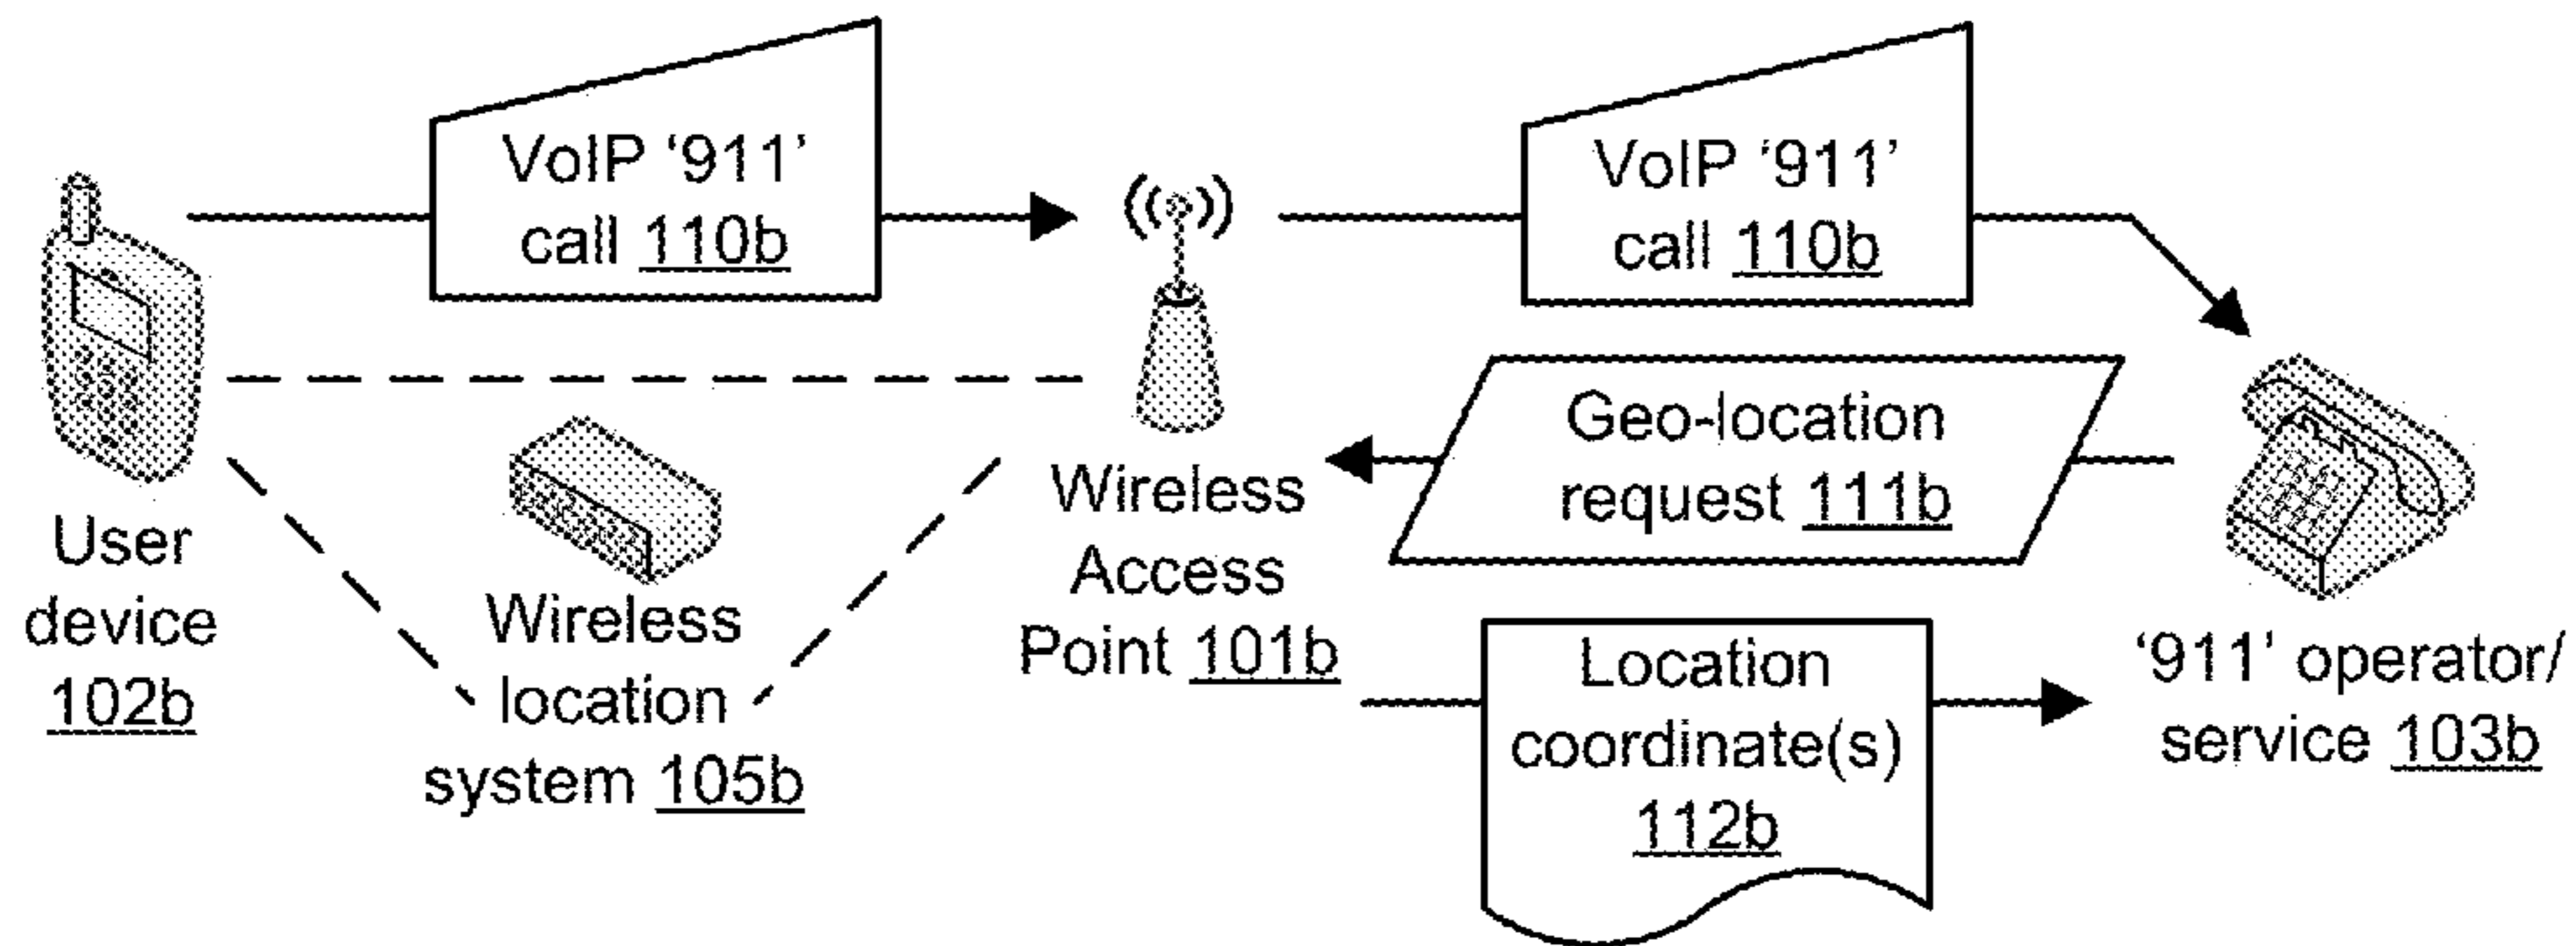 VoIP ‘911’
call 110b
VoIP ‘911’
call 110b
User
device
102b
Wireless
location
system 105b
Wireless
Access
Point 101b
Geo-location
request 111b
Location
coordinate(s)
112b
‘911’ operator/
service 103b